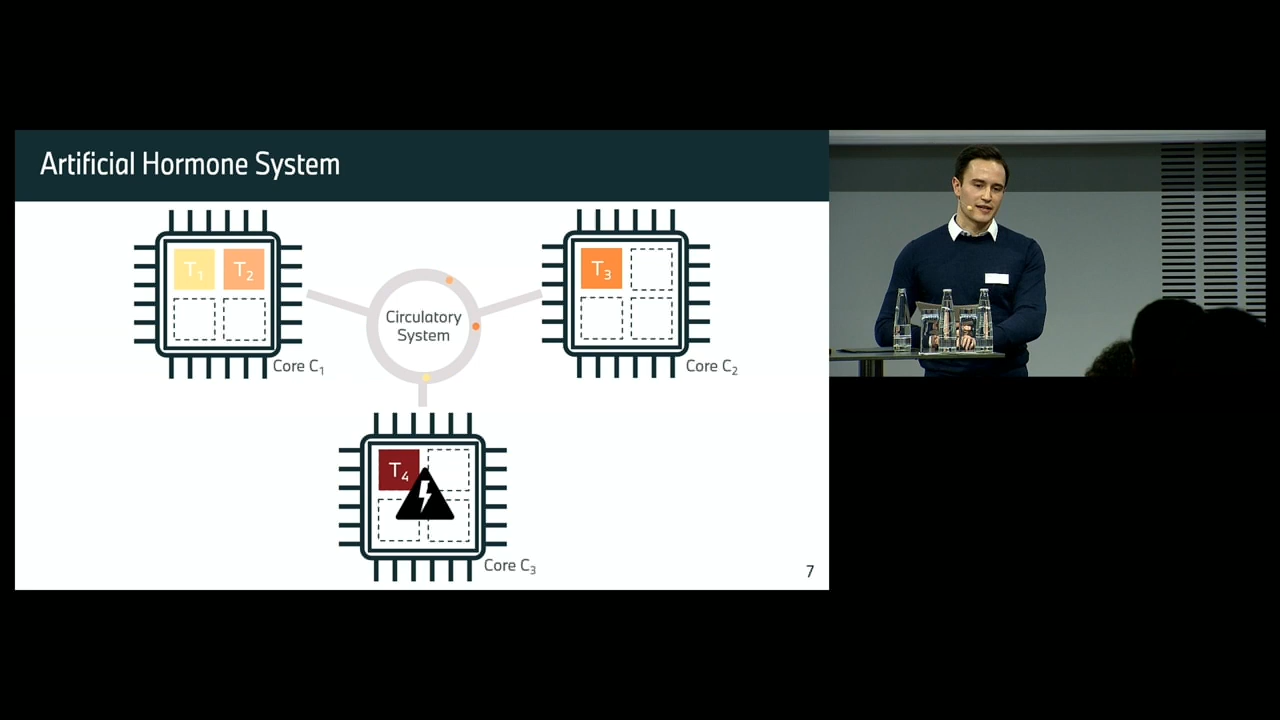 Artificial Hormone System
T1 T2
Core C1
Circulatory
System
T3
Core C2
T4
Core C3
7